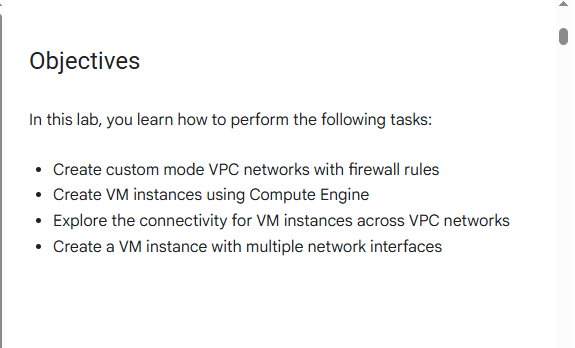 Objectives
In this lab, you learn how to perform the following tasks:
• Create custom mode VPC networks with firewall rules
• Create VM instances using Compute Engine
• Explore the connectivity for VM instances across VPC networks
• Create a VM instance with multiple network interfaces